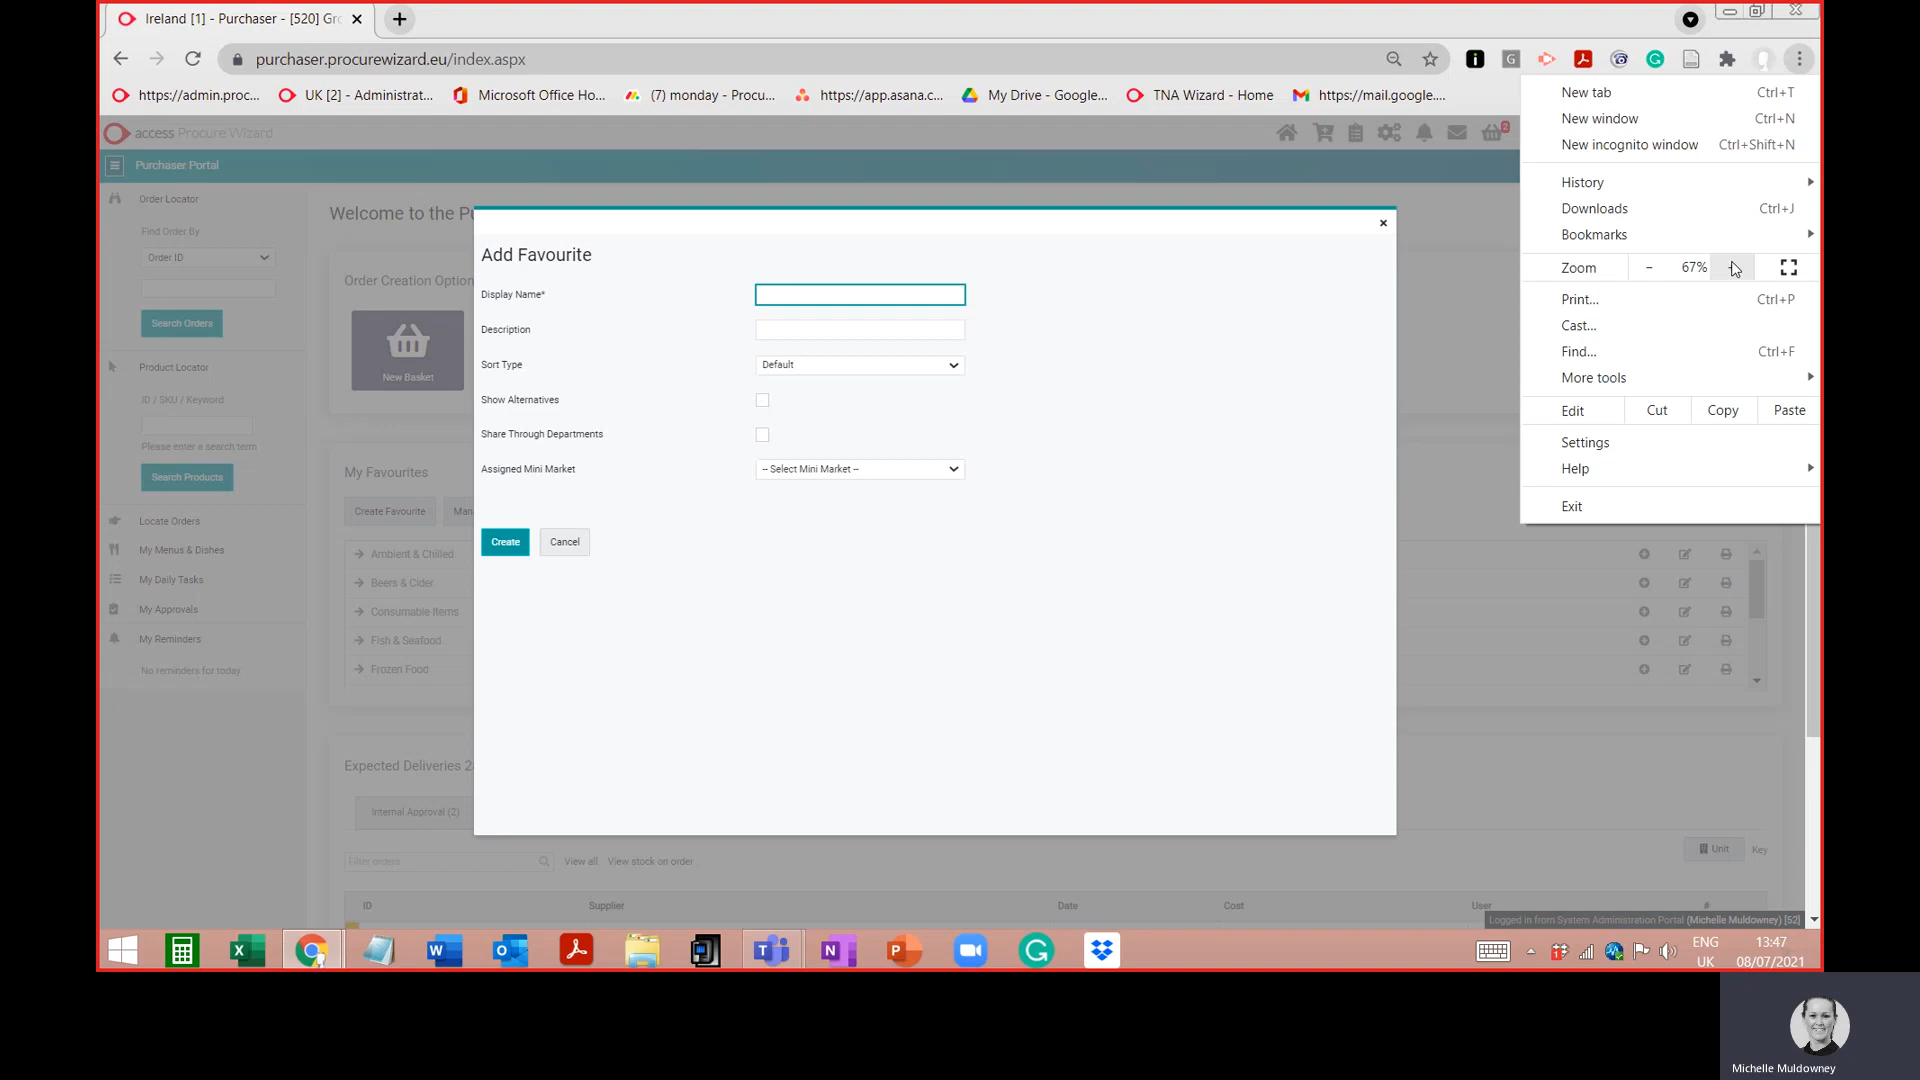 Ireland [1] - Purchaser - [520] Gr
purchaser.procurewizard.eu/index.aspx
https://admin.proc...
UK [2] - Administrat...
Microsoft Office Ho...
(7) monday - Procu...
https://app.asana.c...
My Drive - Google...
TNA Wizard - Home
https://mail.google....
access Procure Wizard
2
Purchaser Portal
Order Locator
Find Order By
Order ID
Search Orders
Product Locator
ID / SKU / Keyword
Please enter a search term
Search Products
Locate Orders
My Menus & Dishes
My Daily Tasks
My Approvals
My Reminders
No reminders for today
Welcome to the Pu
Order Creation Option
New Basket
My Favourites
Create Favourite
Man
Ambient & Chilled
Beers & Cider
Consumable Items
Fish & Seafood
Frozen Food
Expected Deliveries 2
Internal Approval (2)
Filter orders
View all
View stock on order
Unit
Key
ID
Supplier
Date
Cost
User
#
Logged in from System Administration Portal (Michelle Muldowney) [52]
×
Add Favourite
Display Name*
Description
Sort Type
Default
Show Alternatives
Share Through Departments
Assigned Mini Market
-- Select Mini Market --
Create
Cancel
New tab Ctrl+T
New window Ctrl+N
New incognito window Ctrl+Shift+N
History
Downloads Ctrl+J
Bookmarks
Zoom - 67%
Print... Ctrl+P
Cast...
Find... Ctrl+F
More tools
Edit Cut Copy Paste
Settings
Help
Exit
ENG
UK
13:47
08/07/2021
Michelle Muldowney